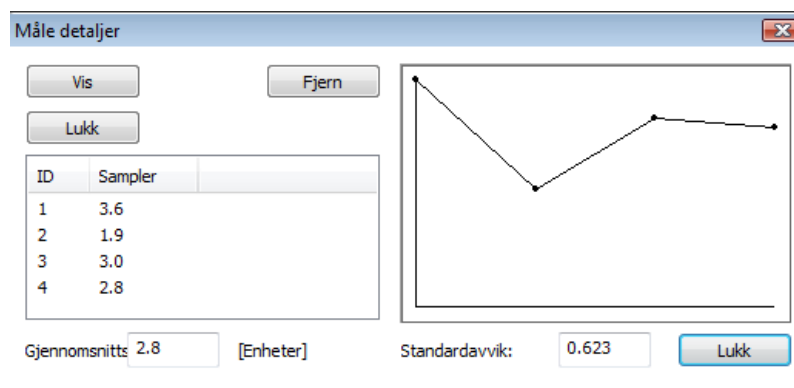 Måle detaljer
Vis
Fjern
Lukk
ID Sampler
1 3.6
2 1.9
3 3.0
4 2.8
Gjennomsnitts 2.8 [Enheter] Standardavvik: 0.623 Lukk